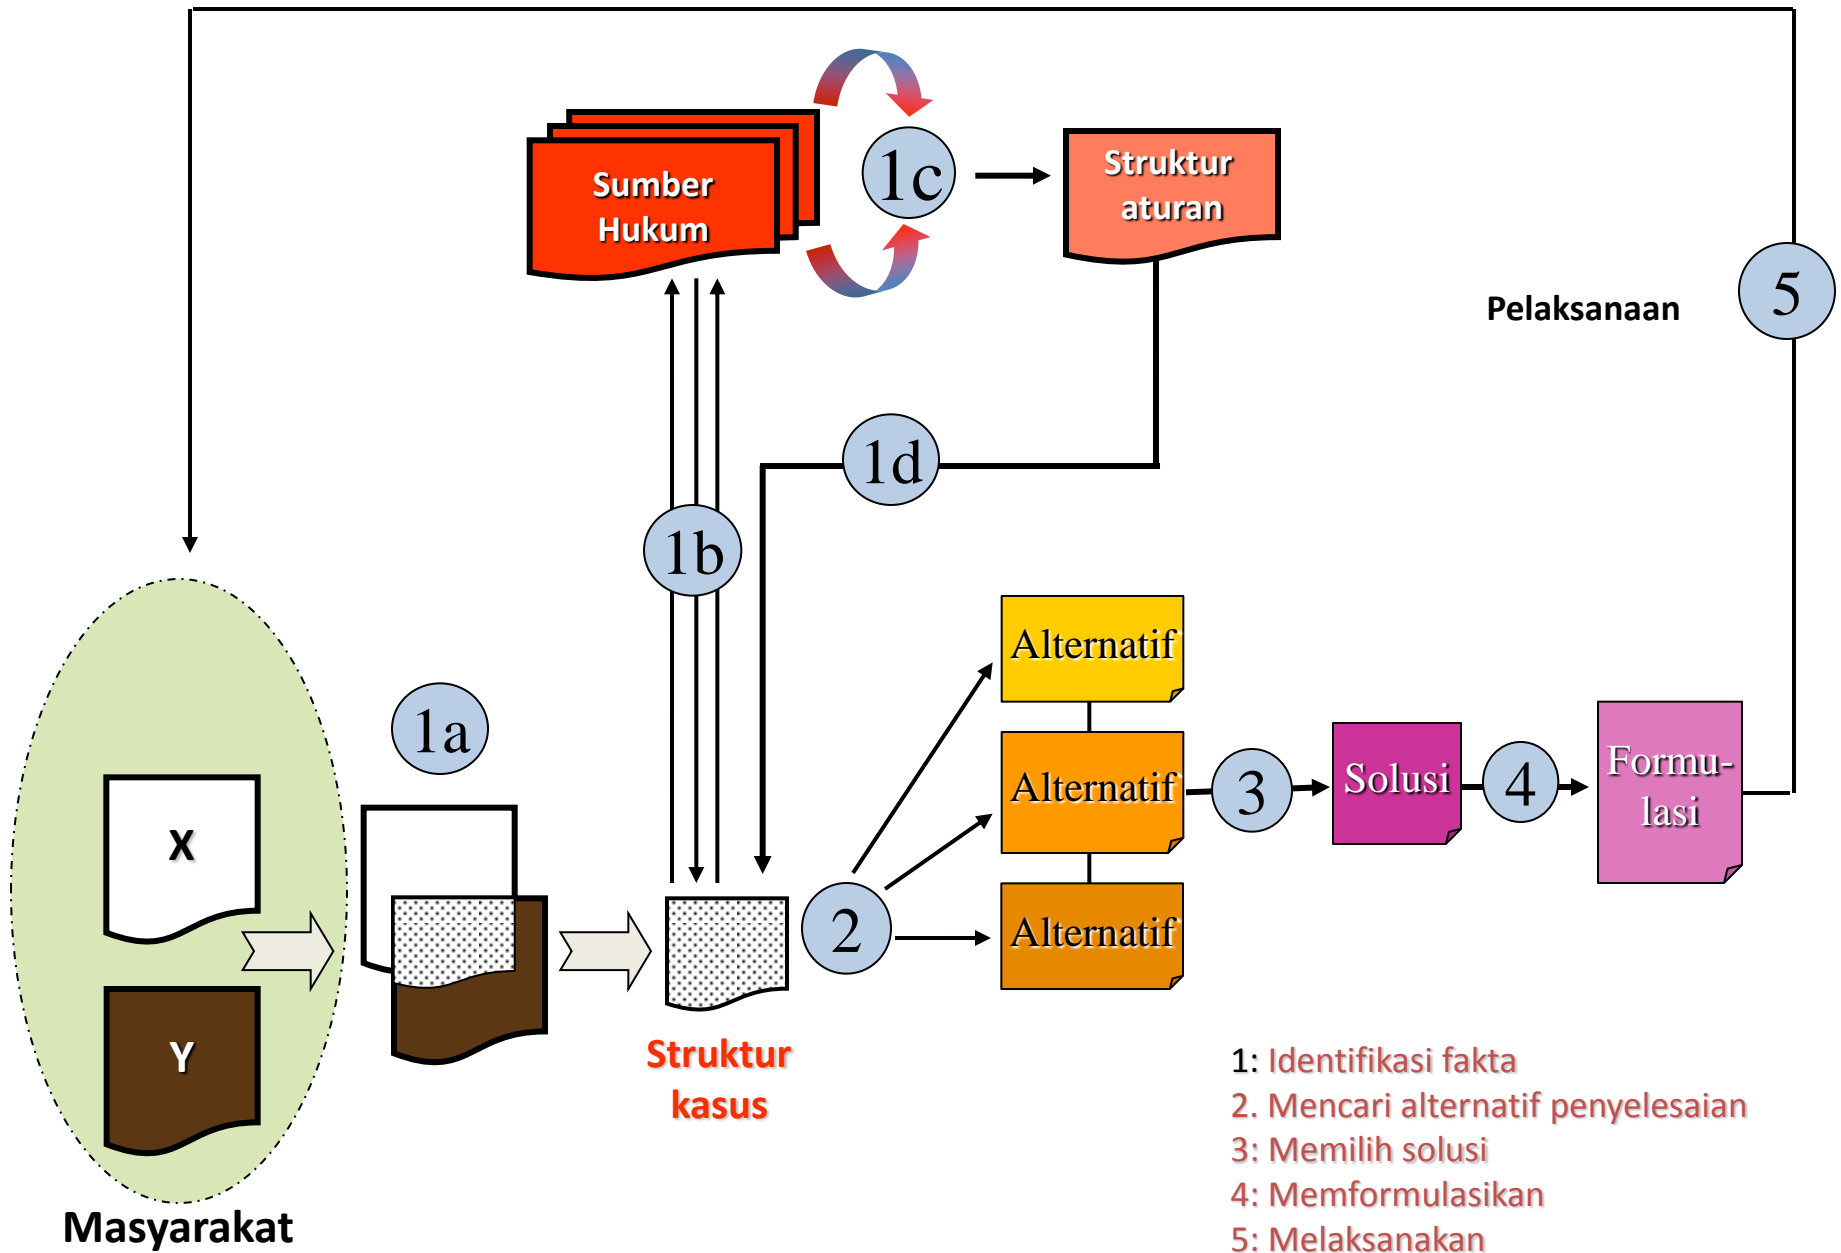 Sumber
Hukum
1c
Struktur
aturan
Pelaksanaan
5
1d
1b
1a
X
Y
Masyarakat
Struktur
kasus
2
Alternatif
Alternatif
Alternatif
3
Solusi
4
Formu-
lasi
1: Identifikasi fakta
2. Mencari alternatif penyelesaian
3: Memilih solusi
4: Memformulasikan
5: Melaksanakan